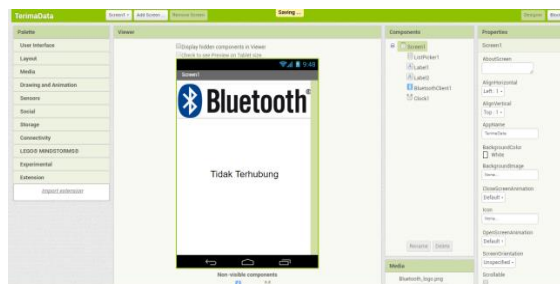 TerimaData
Screen1
Add Screen ...
Remove Screen
Saving ...
Designer
Palette
User Interface
Layout
Media
Drawing and Animation
Sensors
Social
Storage
Connectivity
LEGO® MINDSTORMS®
Experimental
Extension
Import extension
Viewer
Display hidden components in Viewer
Check to see Preview on Tablet size
9:48
Screen1
Bluetooth®
Tidak Terhubung
Non-visible components
Components
Screen1
ListPicker1
Label1
Label2
BluetoothClient1
Clock1
Rename
Delete
Media
Bluetooth_logo.png
Properties
Screen1
AboutScreen
AlignHorizontal
Left : 1
AlignVertical
Top : 1
AppName
TerimaData
BackgroundColor
White
BackgroundImage
None...
CloseScreenAnimation
Default
Icon
None...
OpenScreenAnimation
Default
ScreenOrientation
Unspecified
Scrollable